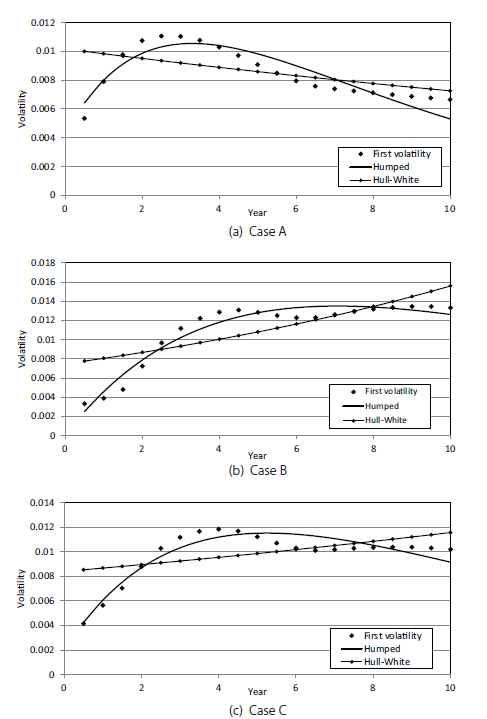 0.012
0.01
0.008
0.006
0.004
0.002
0
Volatility
First volatility
Humped
Hull-White
0 2 4 6 8 10
Year
(a) Case A
0.018
0.016
0.014
0.012
0.01
0.008
0.006
0.004
0.002
0
Volatility
First volatility
Humped
Hull-White
0 2 4 6 8 10
Year
(b) Case B
0.014
0.012
0.01
0.008
0.006
0.004
0.002
0
Volatility
First volatility
Humped
Hull-White
0 2 4 6 8 10
Year
(c) Case C